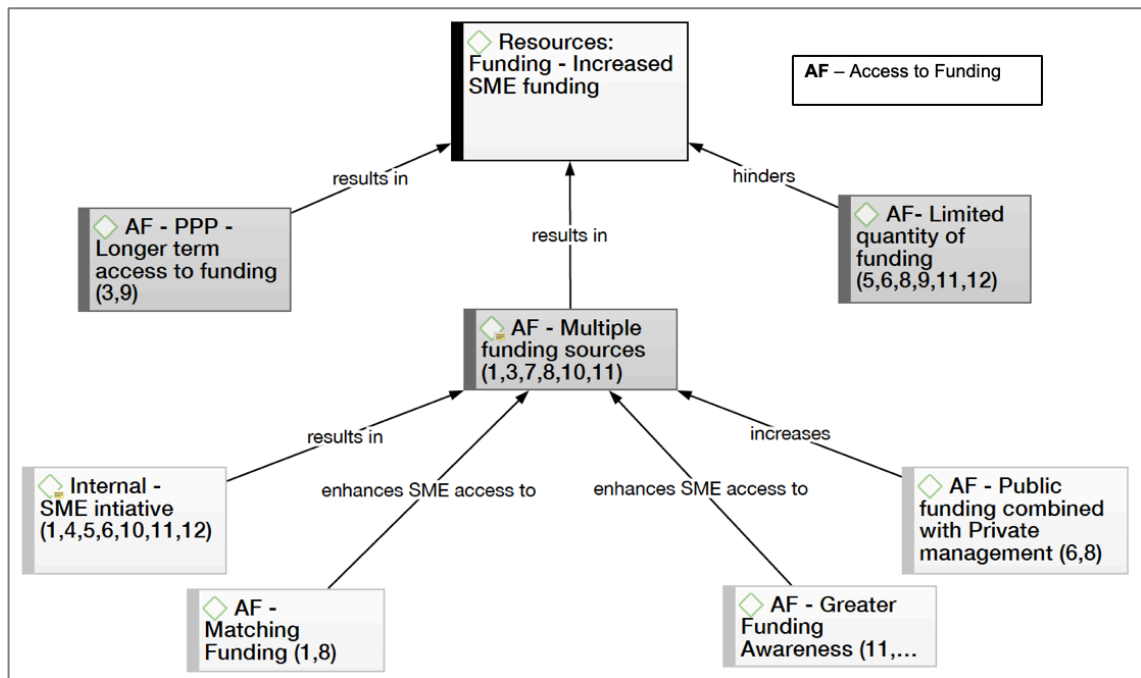 Resources:
Funding - Increased
SME funding
AF – Access to Funding
results in
hinders
AF - PPP -
Longer term
access to funding
(3,9)
results in
AF- Limited
quantity of
funding
(5,6,8,9,11,12)
AF - Multiple
funding sources
(1,3,7,8,10,11)
results in
increases
Internal -
SME intiative
(1,4,5,6,10,11,12)
enhances SME access to
enhances SME access to
AF - Public
funding combined
with Private
management (6,8)
AF -
Matching
Funding (1,8)
AF - Greater
Funding
Awareness (11,...